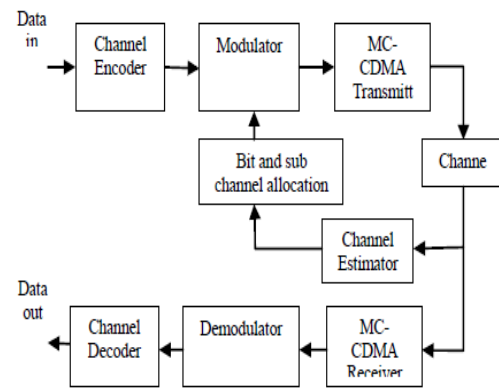 Data
in
Channel
Encoder
Modulator
MC-
CDMA
Transmitt
Bit and sub
channel allocation
Channe
Channel
Estimator
Data
out
Channel
Decoder
Demodulator
MC-
CDMA
Receiver